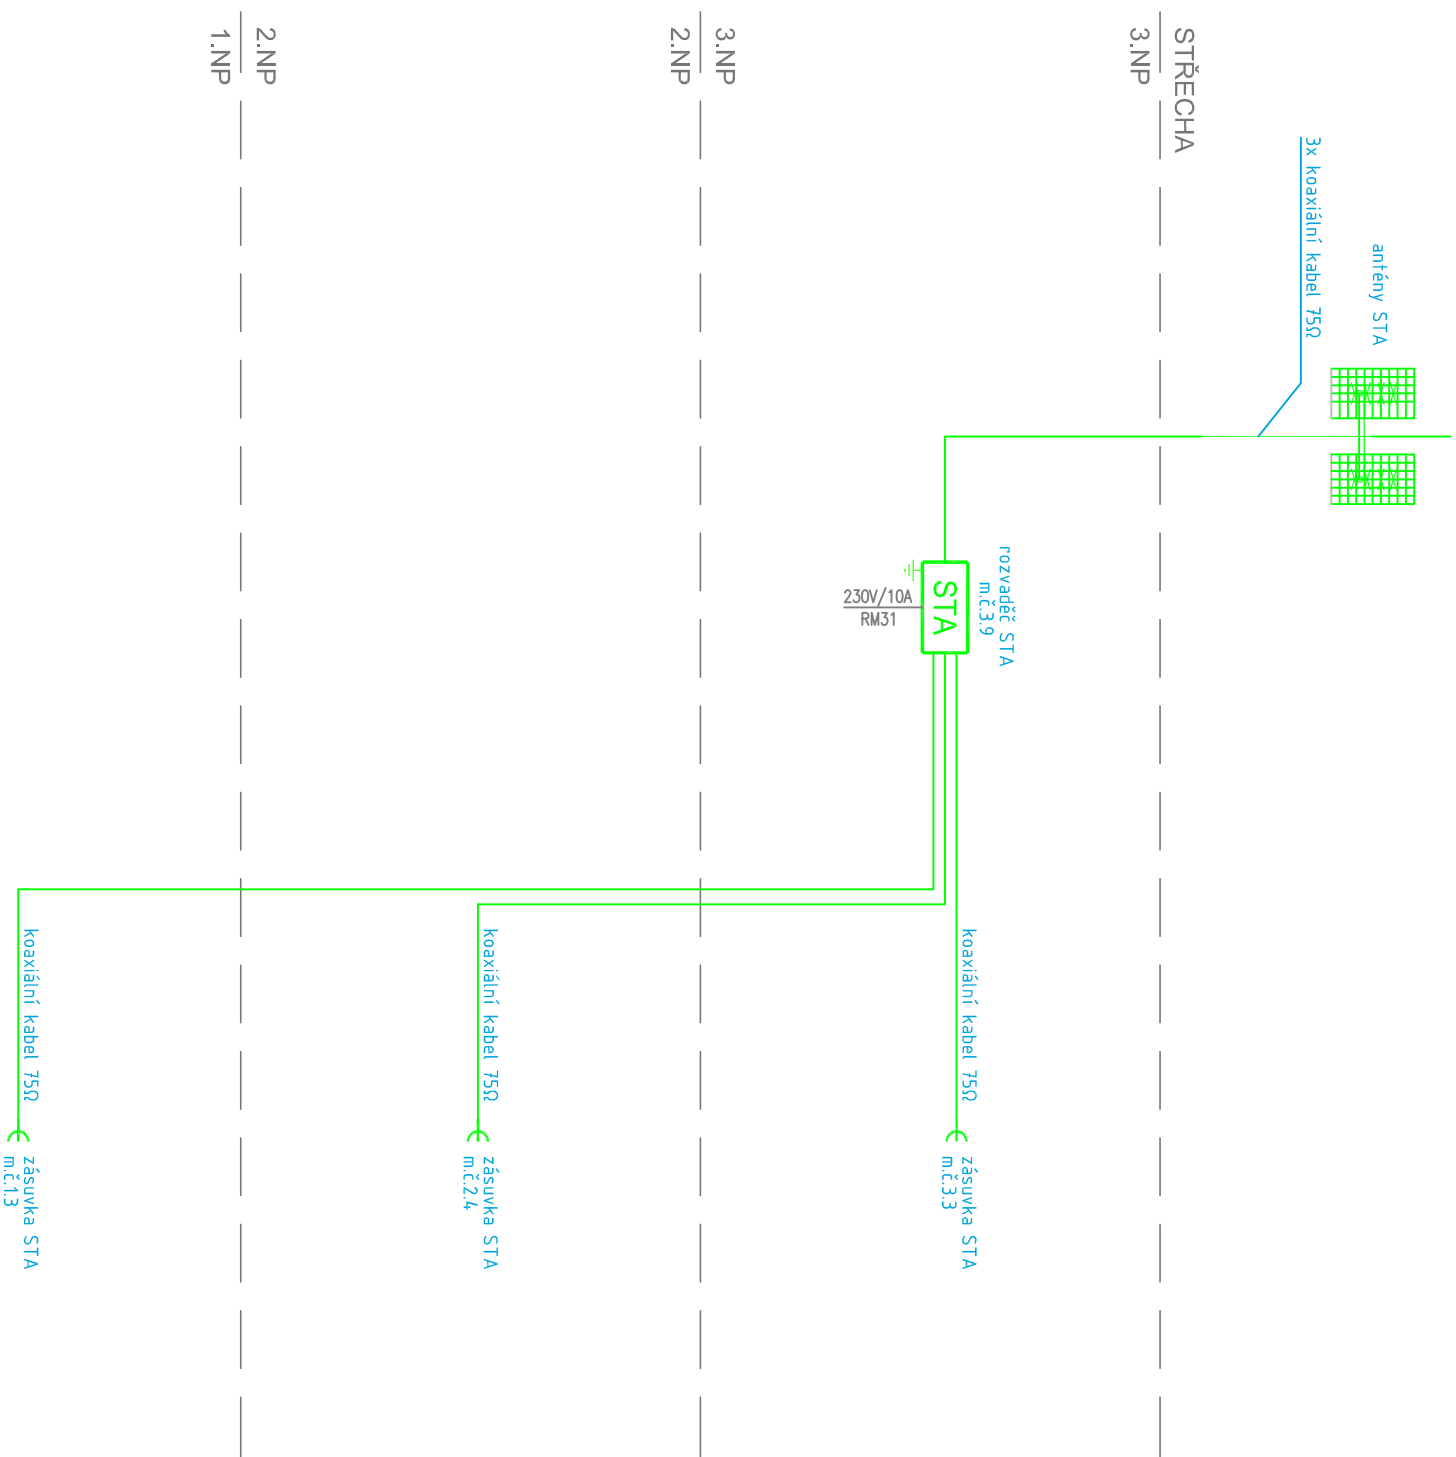 STŘECHA
3.NP
3x koaxiální kabel 75Ω
antény STA
rozvaděč STA
m.č.3.9
STA
230V/10A
RM31
koaxiální kabel 75Ω
zásuvka STA
m.č.3.3
3.NP
2.NP
koaxiální kabel 75Ω
zásuvka STA
m.č.2.4
2.NP
1.NP
koaxiální kabel 75Ω
zásuvka STA
m.č.1.3